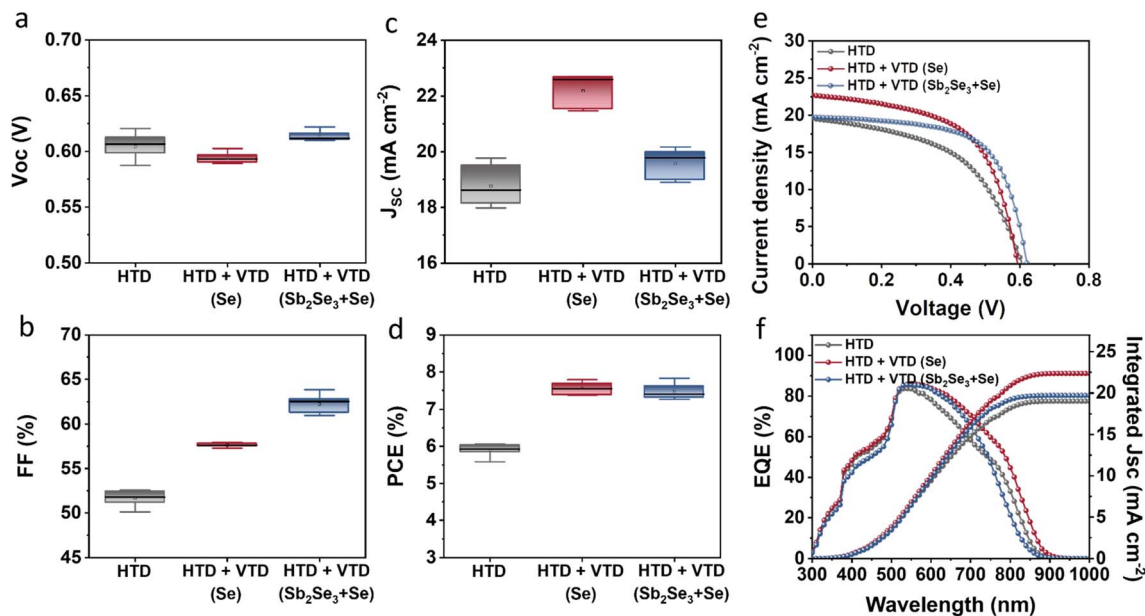 a
0.70
0.65
0.60
0.55
0.50
Voc (V)
HTD
HTD + VTD
(Se)
HTD + VTD
(Sb₂Se₃+Se)
c
24
22
20
18
16
J_SC (mA cm⁻²)
HTD
HTD + VTD
(Se)
HTD + VTD
(Sb₂Se₃+Se)
e
30
25
20
15
10
5
0
Current density (mA cm⁻²)
HTD
HTD + VTD (Se)
HTD + VTD (Sb₂Se₃+Se)
0.0 0.2 0.4 0.6 0.8
Voltage (V)
b
70
65
60
55
50
45
FF (%)
HTD
HTD + VTD
(Se)
HTD + VTD
(Sb₂Se₃+Se)
d
9
8
7
6
5
4
3
PCE (%)
HTD
HTD + VTD
(Se)
HTD + VTD
(Sb₂Se₃+Se)
f
100
80
60
40
20
0
EQE (%)
HTD
HTD + VTD (Se)
HTD + VTD (Sb₂Se₃+Se)
25
20
15
10
5
0
Integrated Jsc (mA cm⁻²)
300 400 500 600 700 800 900 1000
Wavelength (nm)